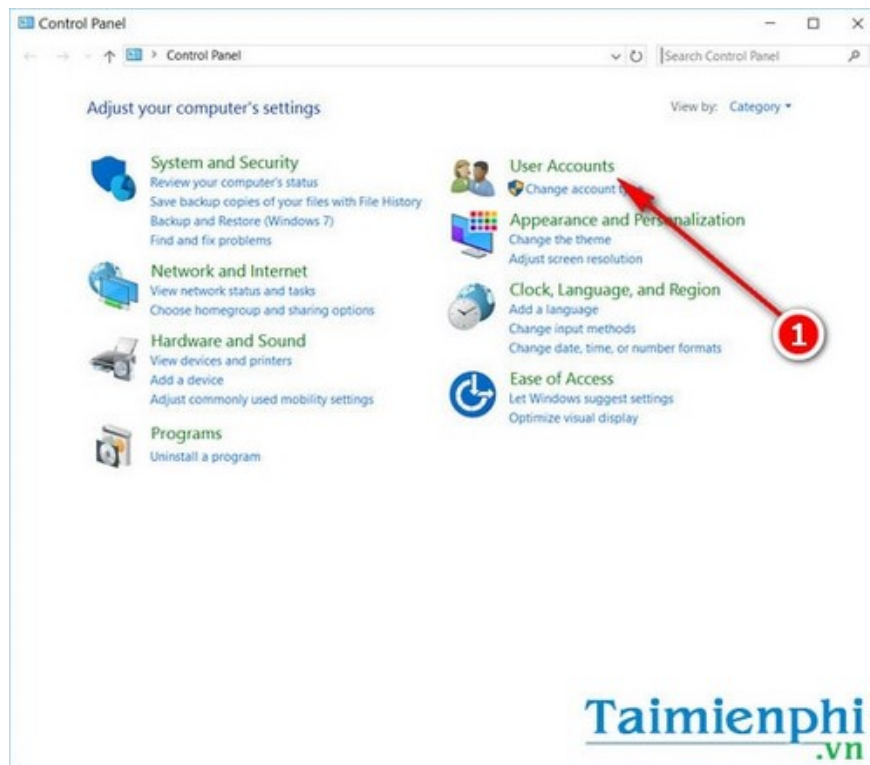 Control Panel
Control Panel
Search Control Panel
Adjust your computer's settings
View by: Category
System and Security
Review your computer's status
Save backup copies of your files with File History
Backup and Restore (Windows 7)
Find and fix problems
Network and Internet
View network status and tasks
Choose homegroup and sharing options
Hardware and Sound
View devices and printers
Add a device
Adjust commonly used mobility settings
Programs
Uninstall a program
User Accounts
Change account
Appearance and Personalization
Change the theme
Adjust screen resolution
Clock, Language, and Region
Add a language
Change input methods
Change date, time, or number formats
Ease of Access
Let Windows suggest settings
Optimize visual display
1
Taimienphi
.vn